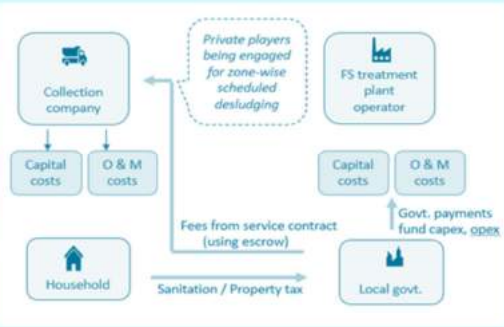 Private players
being engaged
for zone-wise
scheduled
desludging
Collection
company
FS treatment
plant
operator
Capital
costs
O & M
costs
Capital
costs
O & M
costs
Fees from service contract
(using escrow)
Govt. payments
fund capex, opex
Household
Sanitation / Property tax
Local govt.